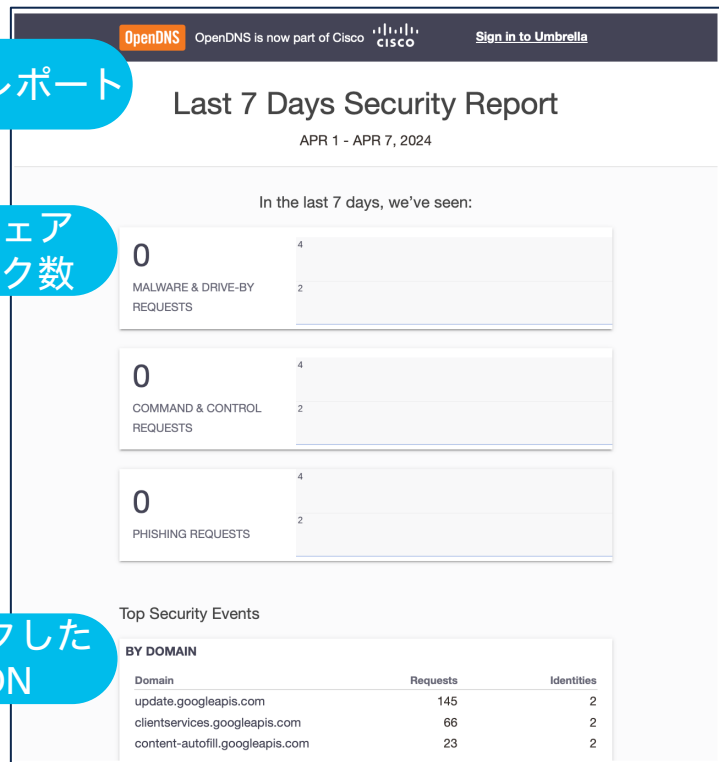 OpenDNS OpenDNS is now part of Cisco CISCO Sign in to Umbrella
レポート
Last 7 Days Security Report
APR 1 - APR 7, 2024
In the last 7 days, we've seen:
ェア
ク数
0
MALWARE & DRIVE-BY
REQUESTS
4
2
0
COMMAND & CONTROL
REQUESTS
4
2
0
PHISHING REQUESTS
4
2
Top Security Events
クした
BY DOMAIN
Domain Requests Identities
update.googleapis.com 145 2
clientservices.googleapis.com 66 2
content-autofill.googleapis.com 23 2